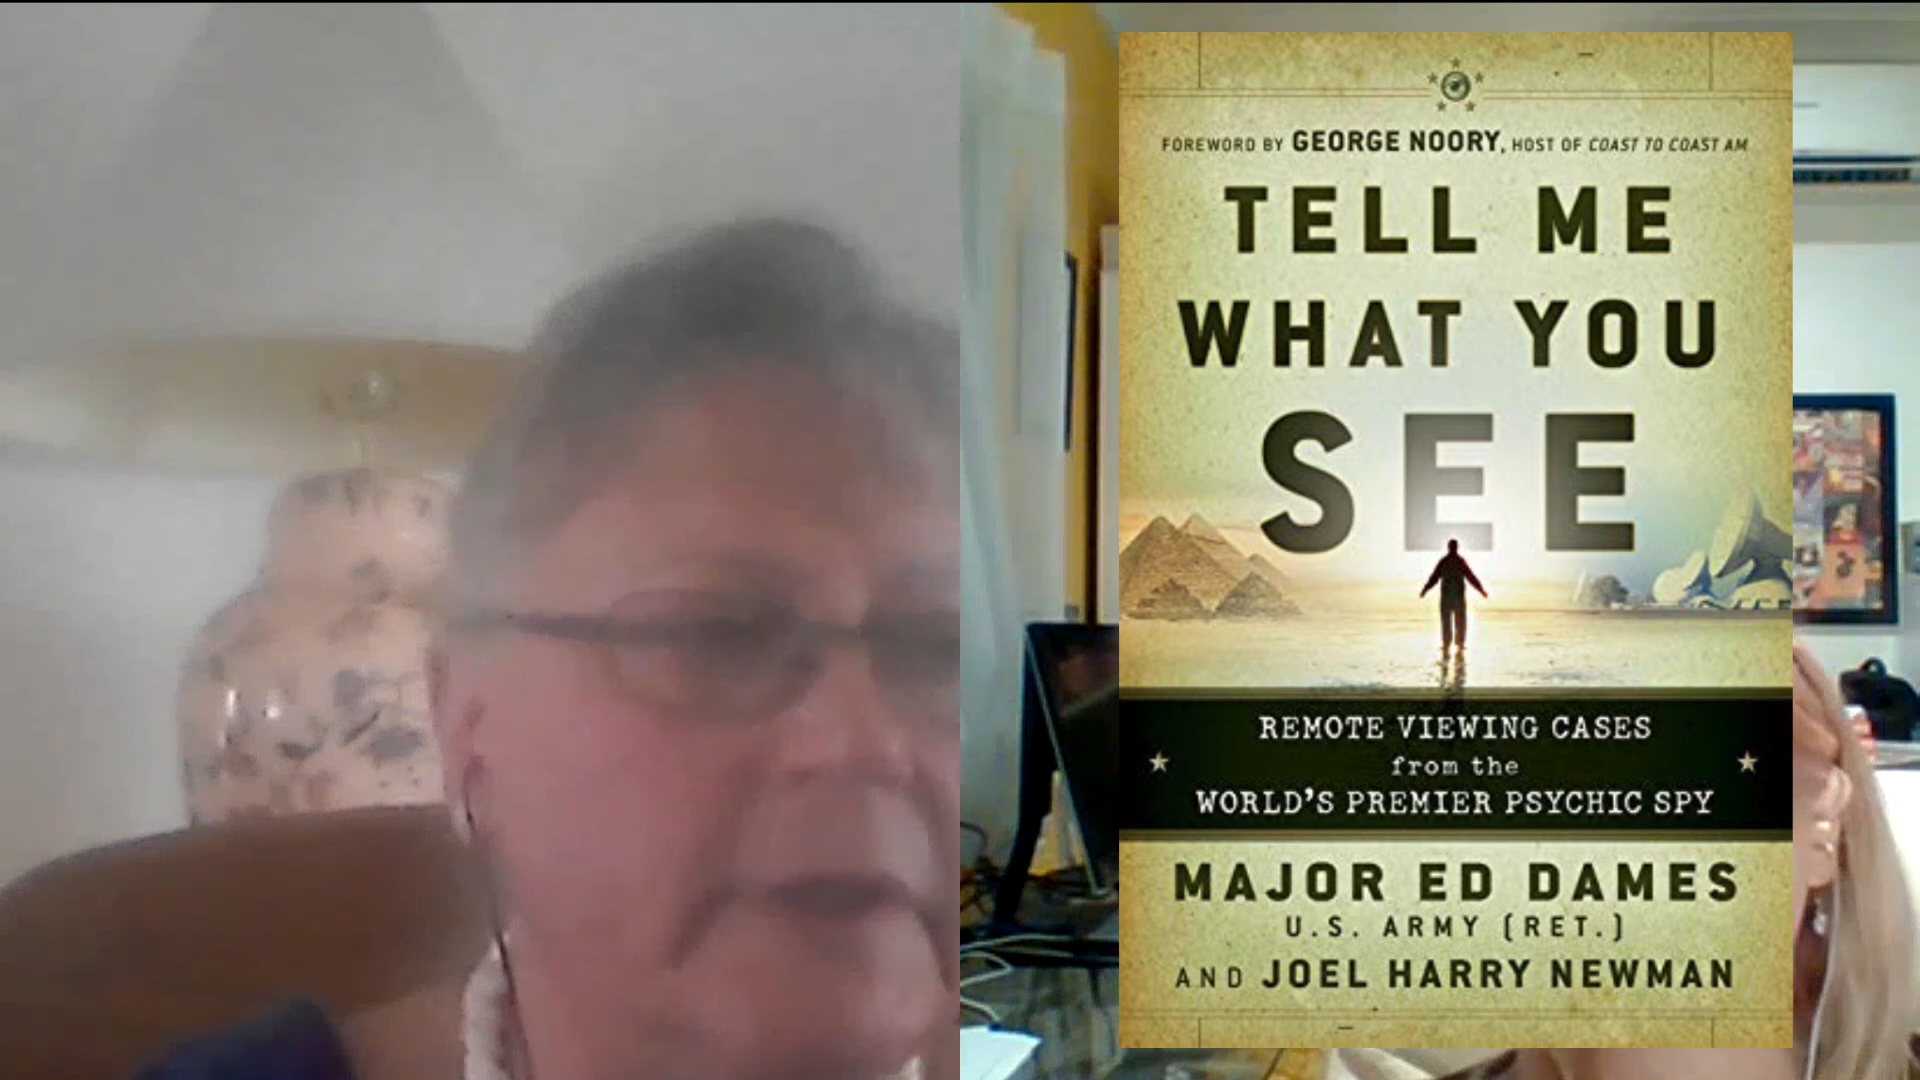 FOREWORD BY GEORGE NOORY, HOST OF COAST TO COAST AM
TELL ME
WHAT YOU
SEE
REMOTE VIEWING CASES
from the
WORLD'S PREMIER PSYCHIC SPY
MAJOR ED DAMES
U.S. ARMY (RET.)
AND JOEL HARRY NEWMAN